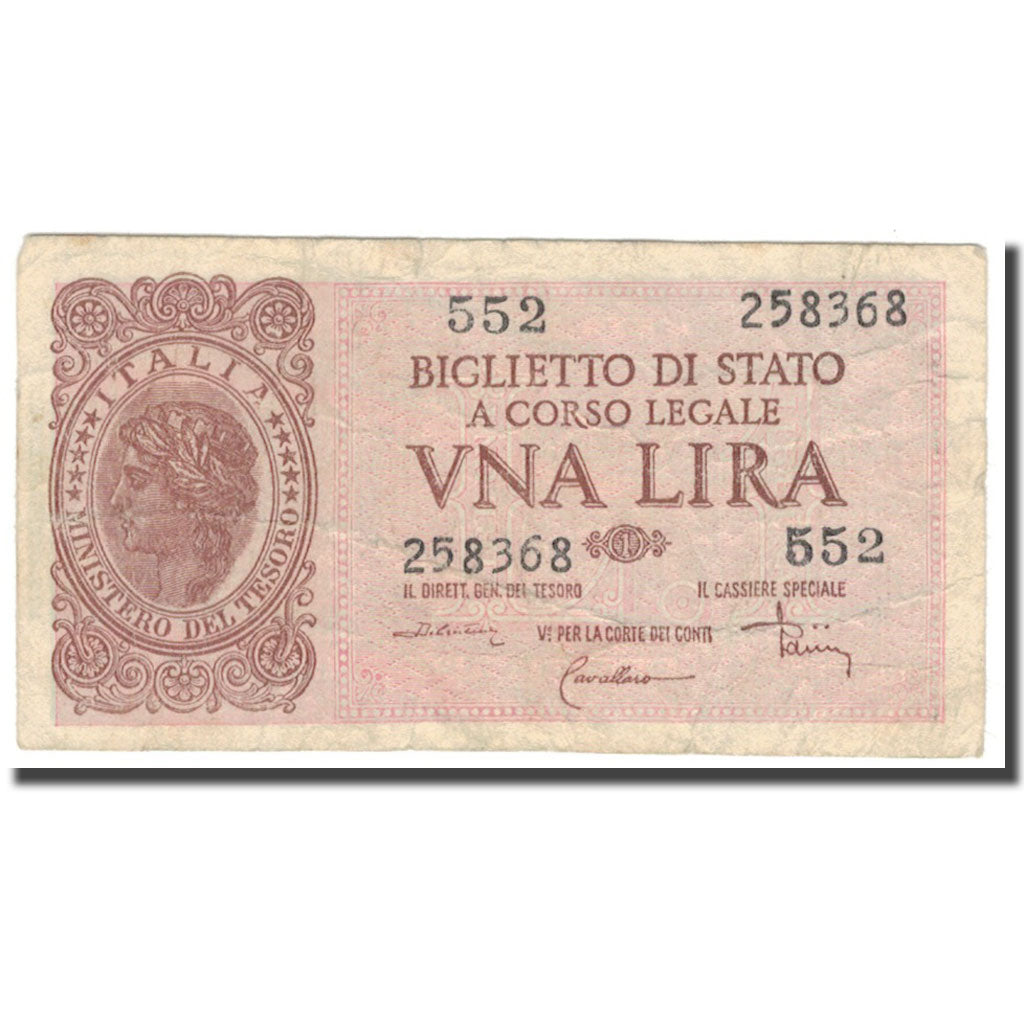 ITALIA
MINISTERO DEL TESORO
552 258368
BIGLIETTO DI STATO
A CORSO LEGALE
VNA LIRA
258368 1 552
IL DIRETT. GEN. DEL TESORO
IL CASSIERE SPECIALE
V.º PER LA CORTE DEI CONTI
Cavallaro